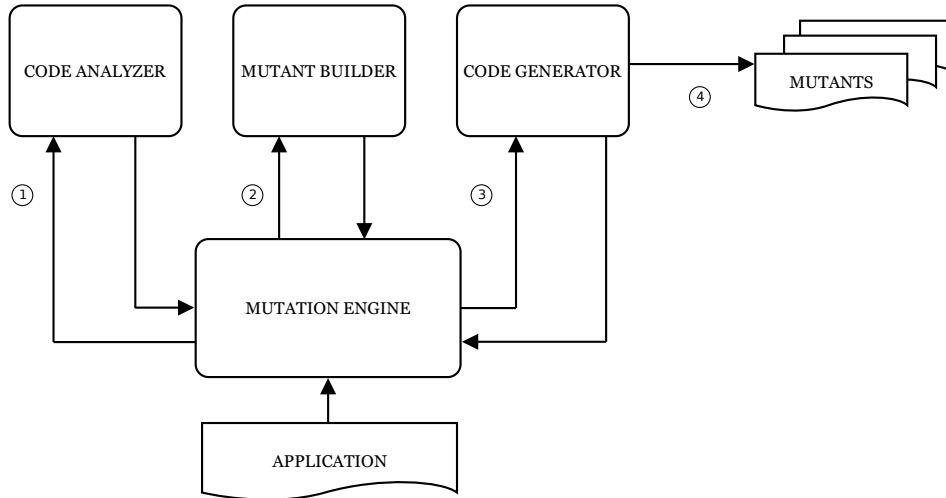 CODE ANALYZER
MUTANT BUILDER
CODE GENERATOR
MUTANTS
④
①
②
③
MUTATION ENGINE
APPLICATION